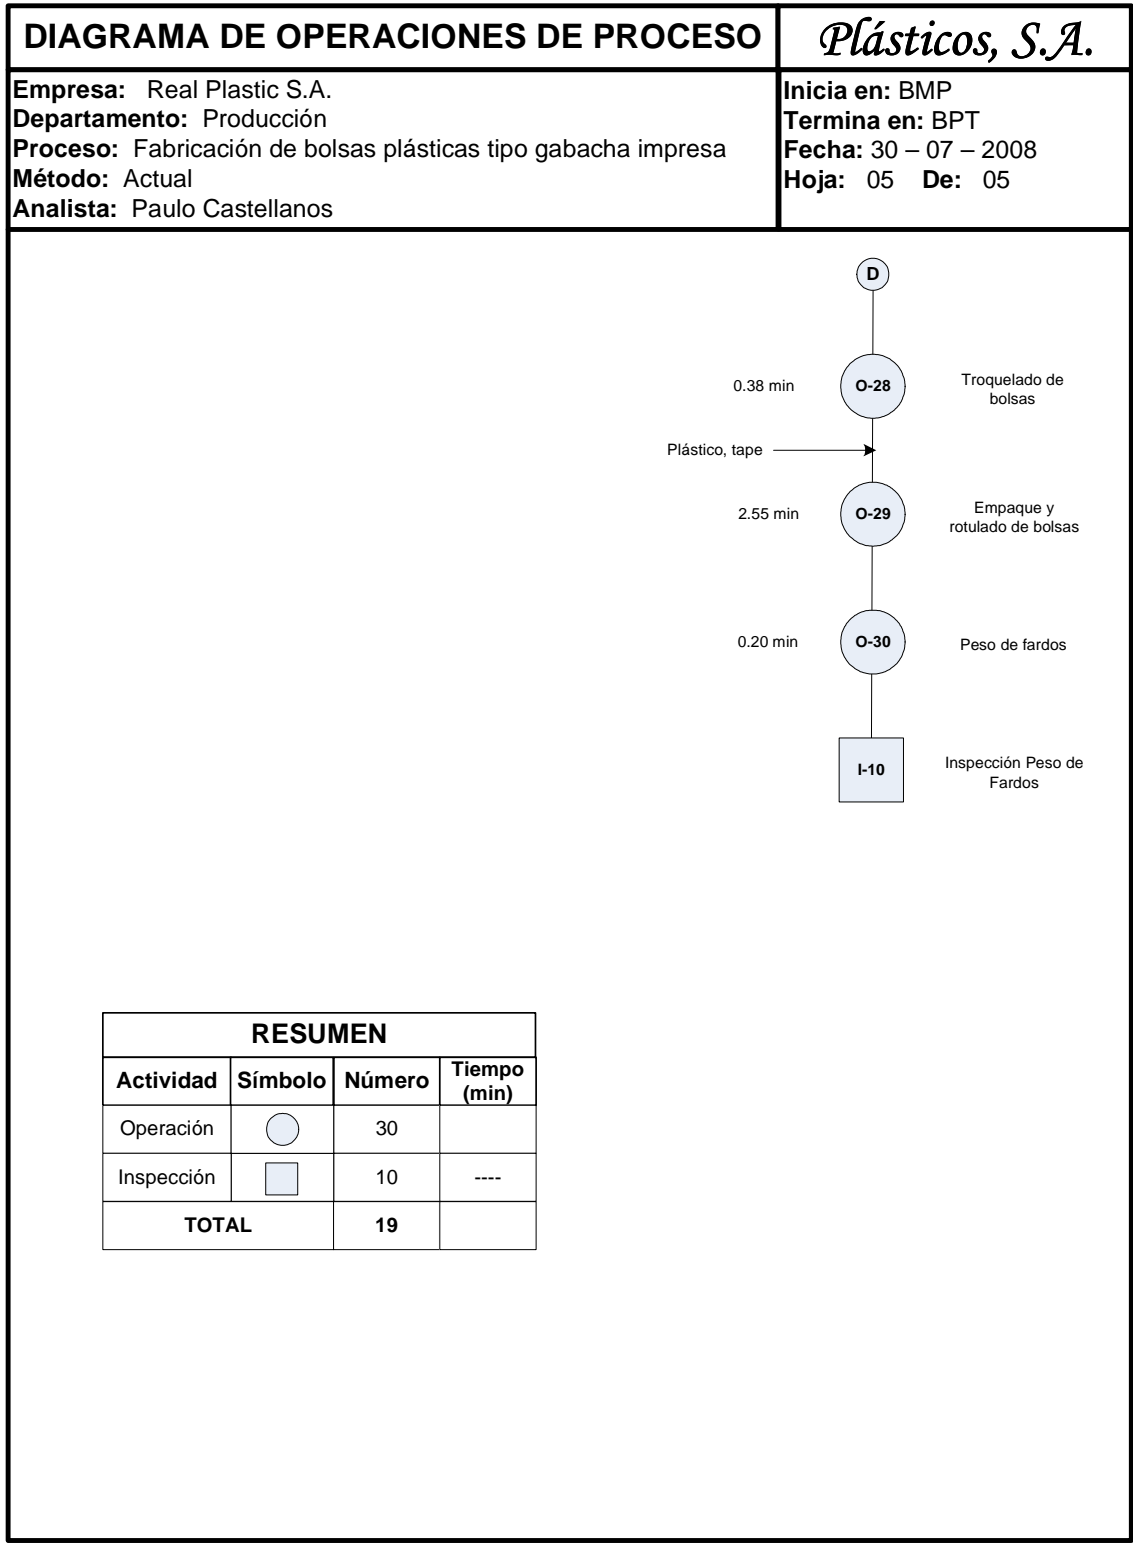 DIAGRAMA DE OPERACIONES DE PROCESO
Plásticos, S.A.
Empresa: Real Plastic S.A.
Departamento: Producción
Proceso: Fabricación de bolsas plásticas tipo gabacha impresa
Método: Actual
Analista: Paulo Castellanos
Inicia en: BMP
Termina en: BPT
Fecha: 30 – 07 – 2008
Hoja: 05 De: 05
D
0.38 min
O-28
Troquelado de
bolsas
Plástico, tape
2.55 min
O-29
Empaque y
rotulado de bolsas
0.20 min
O-30
Peso de fardos
I-10
Inspección Peso de
Fardos
RESUMEN
Actividad Símbolo Número Tiempo
(min)
Operación 30
Inspección 10 ----
TOTAL 19